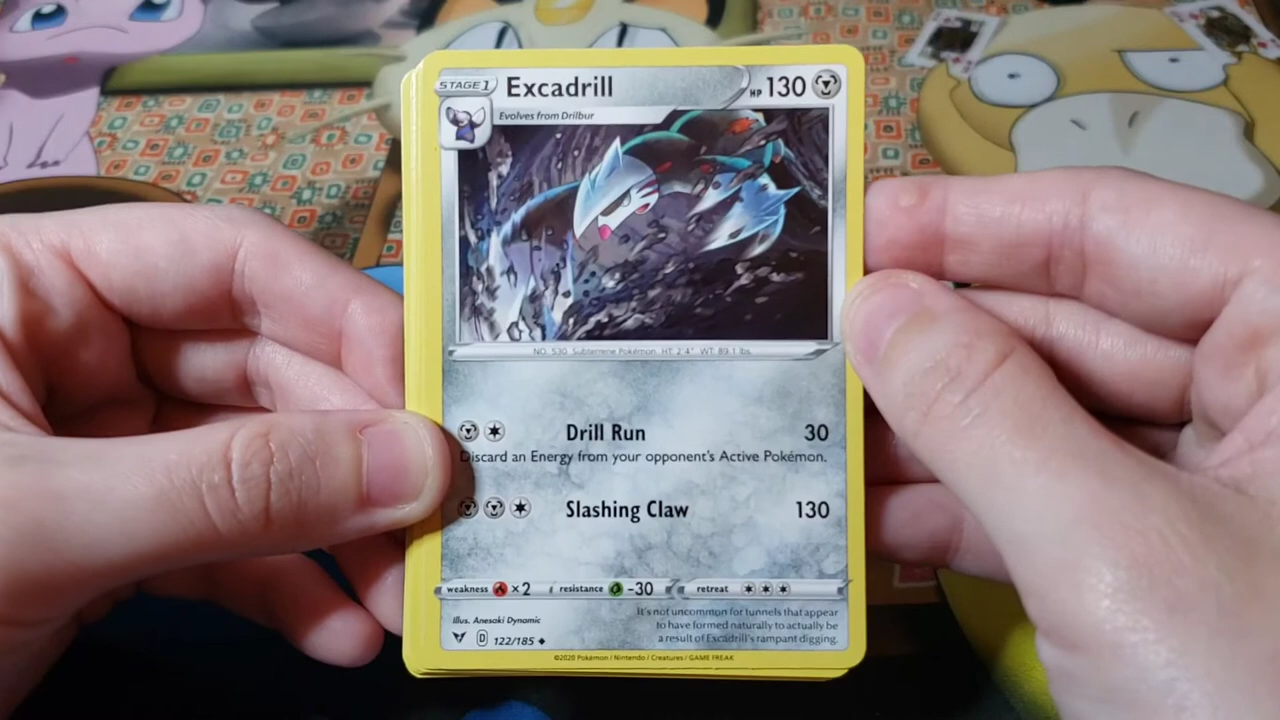 STAGE 1 Excadrill HP 130
Evolves from Drilbur
NO. 530 Subterrene Pokémon HT: 2'4" WT: 89.1 lbs.
Drill Run 30
Discard an Energy from your opponent's Active Pokémon.
Slashing Claw 130
weakness ×2 resistance -30 retreat
Illus. Anesaki Dynamic
It's not uncommon for tunnels that appear
to have formed naturally to actually be
a result of Excadrill's rampant digging.
D 122/185
©2020 Pokémon / Nintendo / Creatures / GAME FREAK